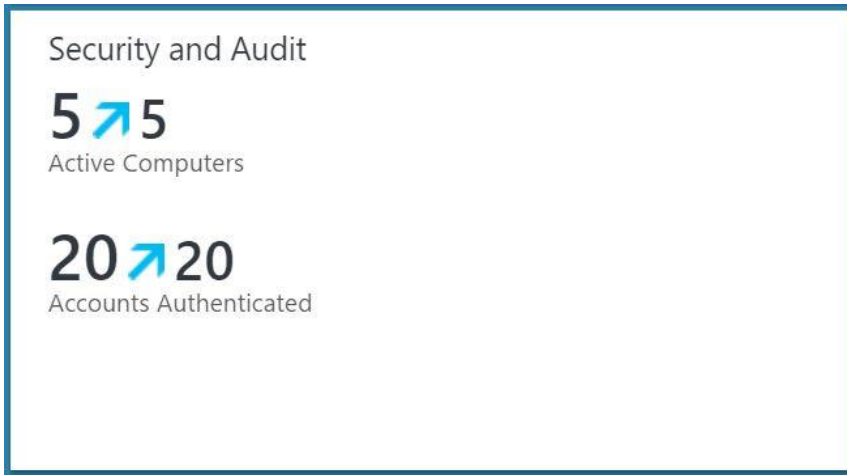 Security and Audit
5 5
Active Computers
20 20
Accounts Authenticated